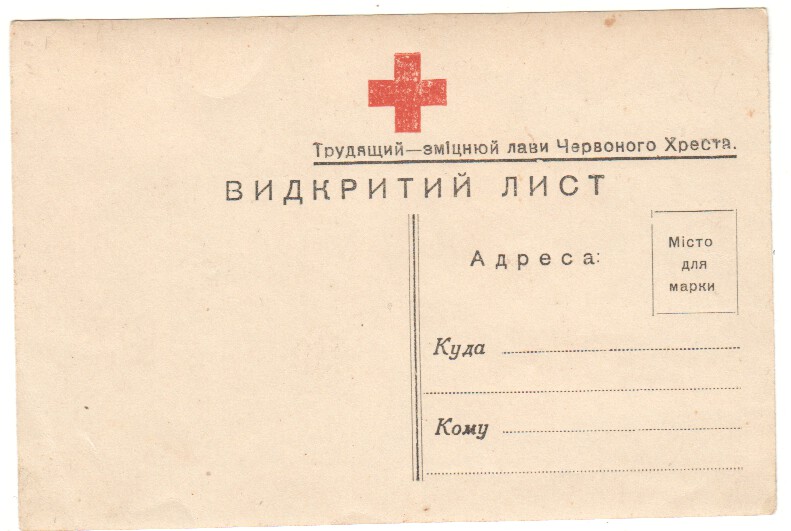 Трудящий—зміцнюй лави Червоного Хреста.
ВИДКРИТИЙ ЛИСТ
Адреса:
Місто
для
марки
Куда
Кому